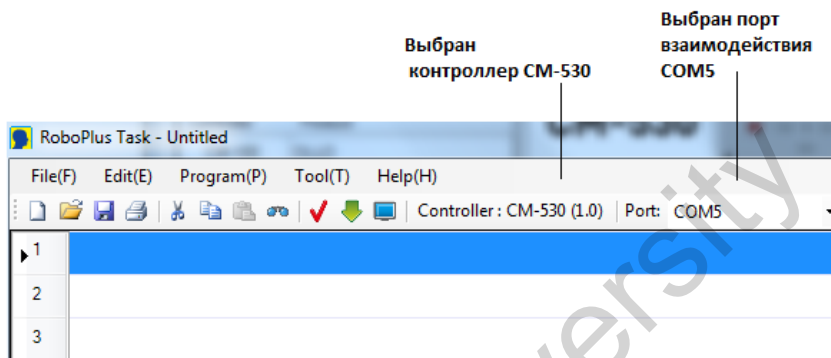 Выбран порт
взаимодействия
COM5
Выбран
контроллер CM-530
RoboPlus Task - Untitled
File(F) Edit(E) Program(P) Tool(T) Help(H)
Controller : CM-530 (1.0) Port: COM5
1
2
3
versity